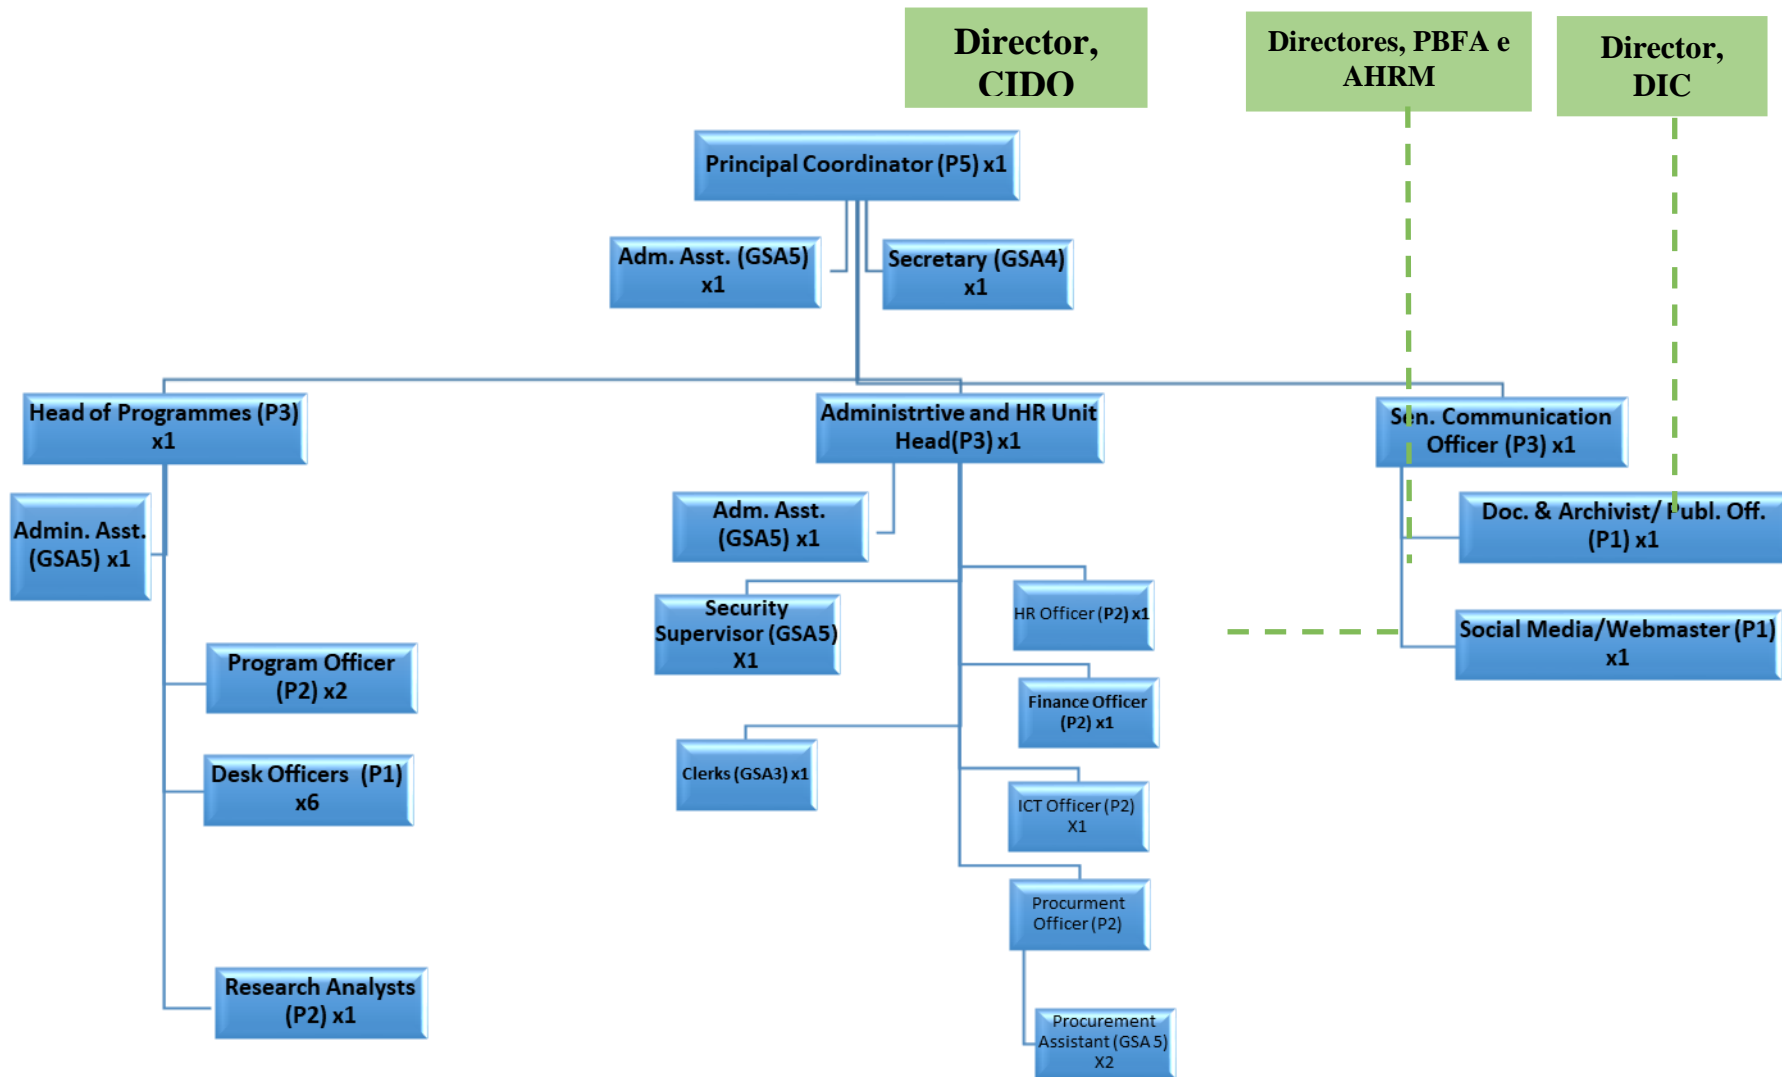 Director,
CIDO
Directores, PBFA e
AHRM
Director,
DIC
Principal Coordinator (P5) x1
Adm. Asst. (GSA5)
x1
Secretary (GSA4)
x1
Head of Programmes (P3)
x1
Administrtive and HR Unit
Head(P3) x1
Sen. Communication
Officer (P3) x1
Admin. Asst.
(GSA5) x1
Adm. Asst.
(GSA5) x1
Doc. & Archivist/ Publ. Off.
(P1) x1
Security
Supervisor (GSA5)
X1
HR Officer (P2) x1
Social Media/Webmaster (P1)
x1
Program Officer
(P2) x2
Finance Officer
(P2) x1
Desk Officers  (P1)
x6
Clerks (GSA3) x1
ICT Officer (P2)
X1
Procurment
Officer (P2)
Research Analysts
(P2) x1
Procurement
Assistant (GSA 5)
X2